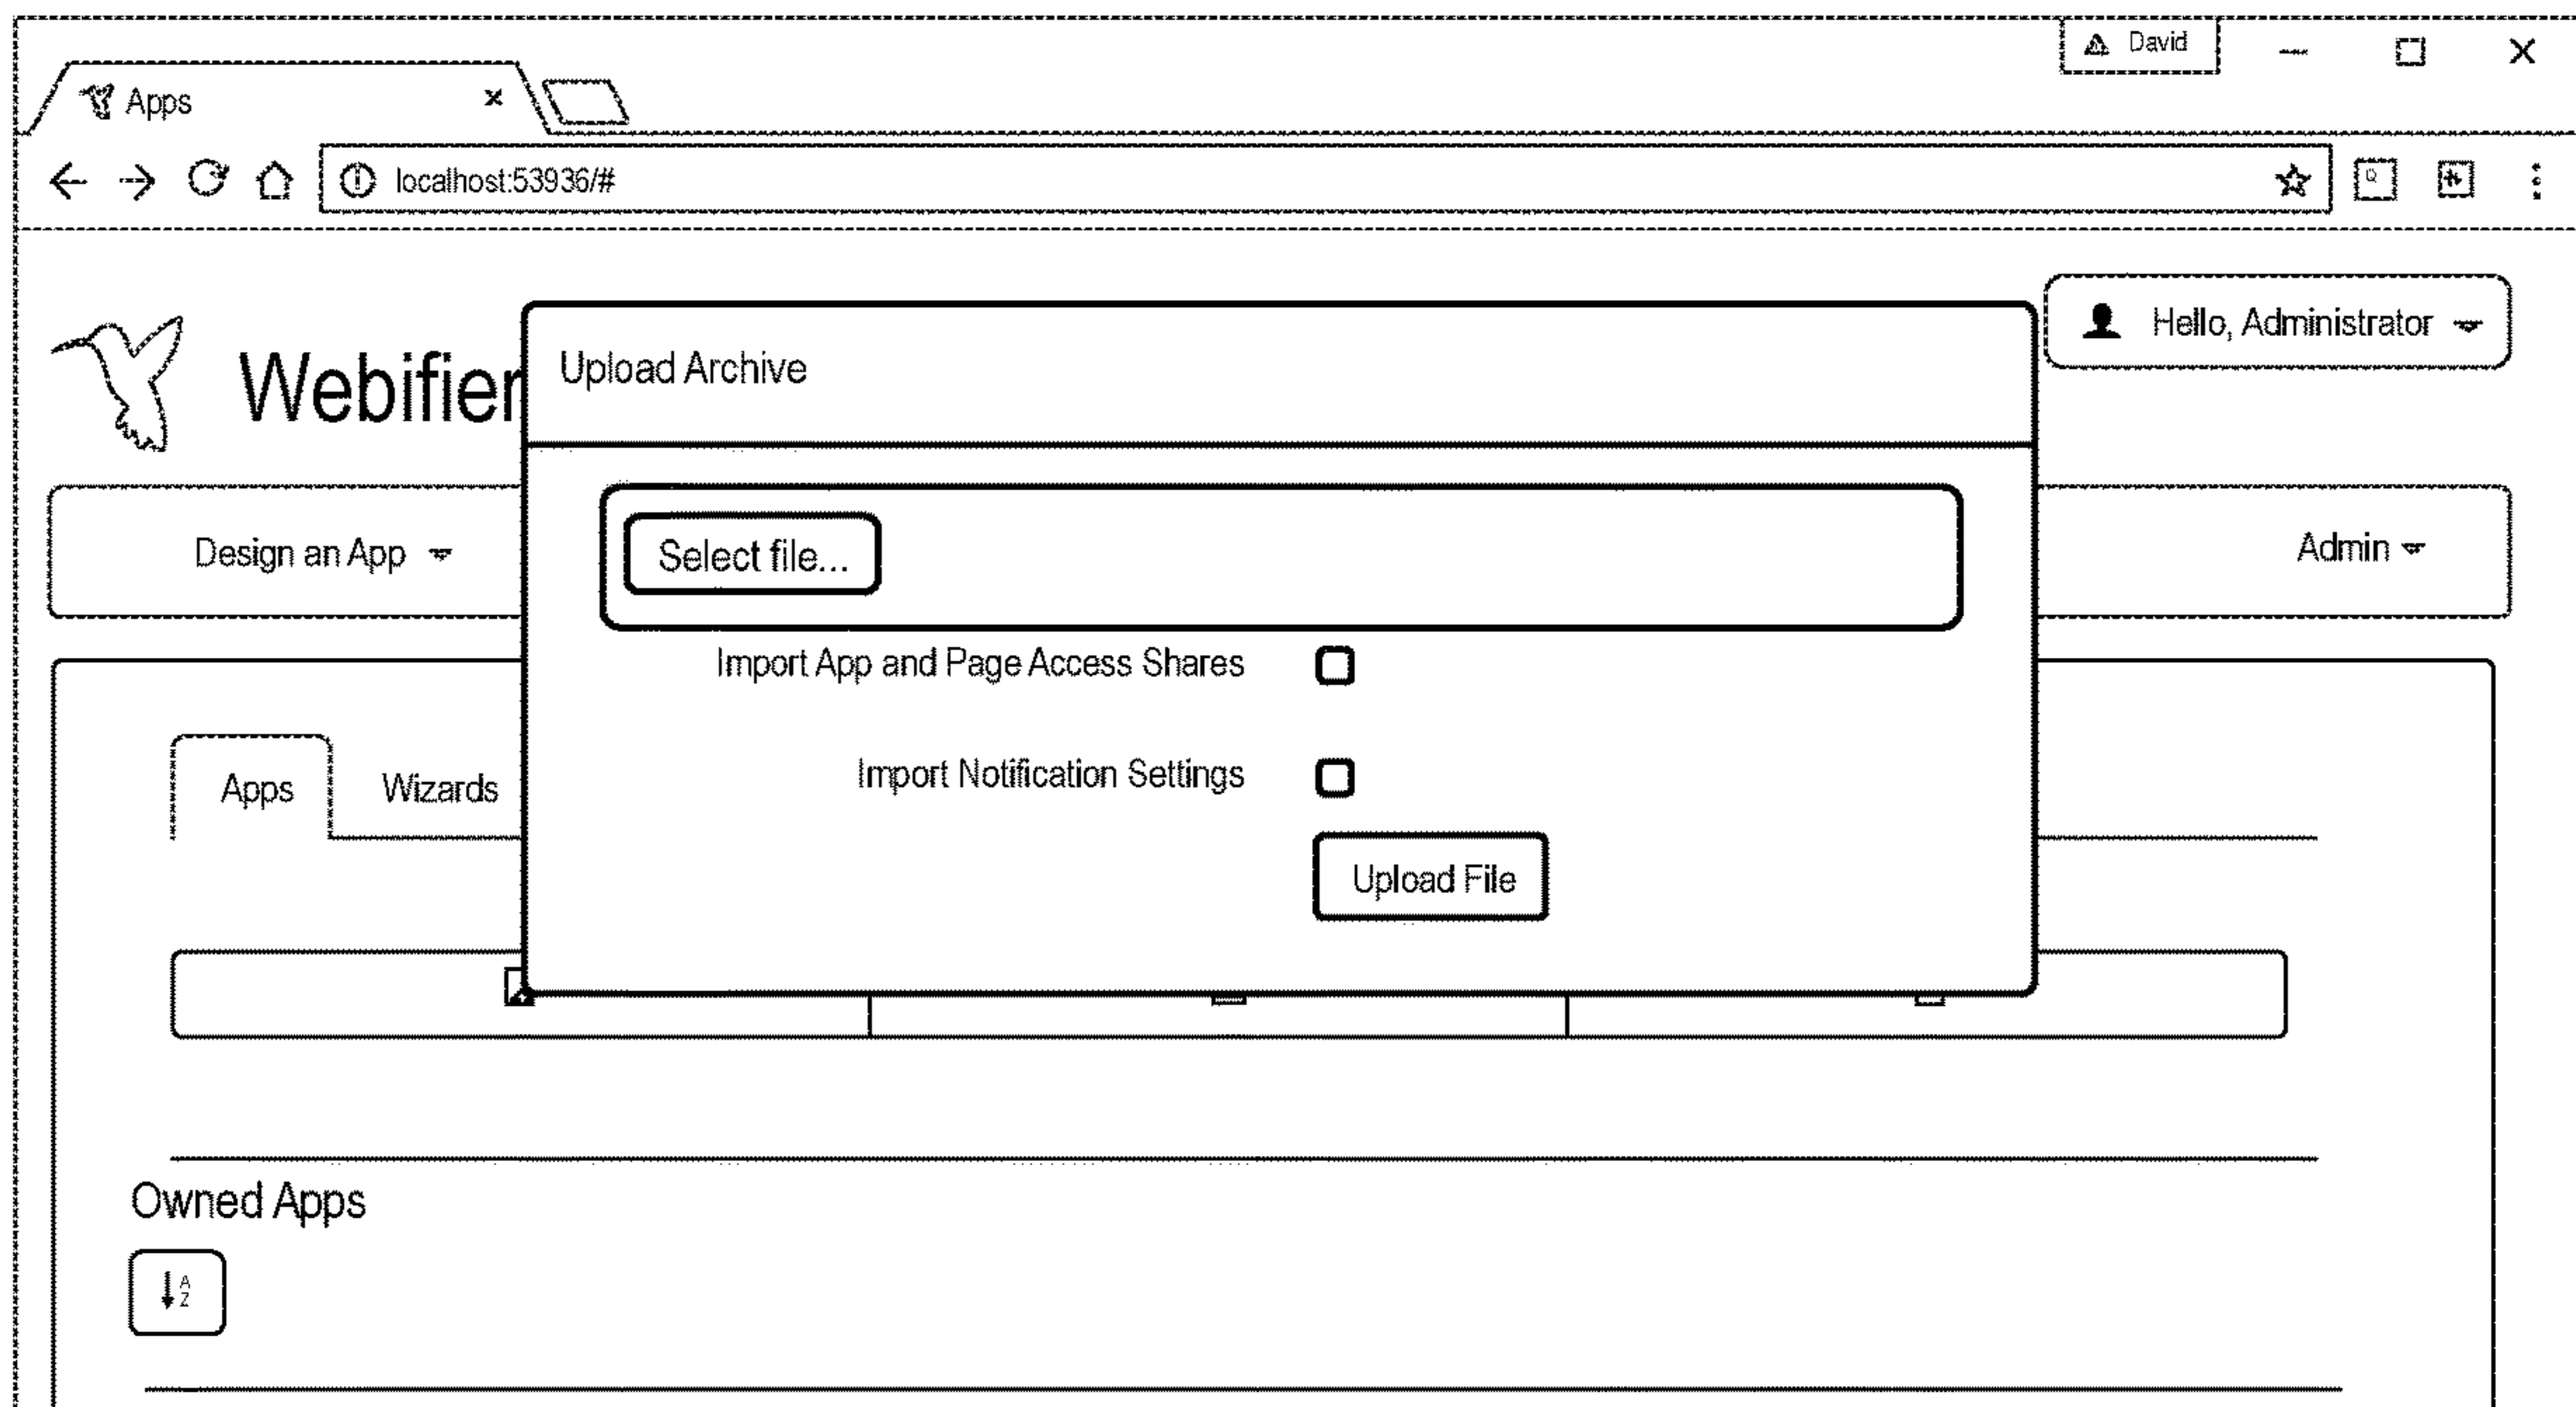 David
Apps
localhost:53936/#
Hello, Administrator
Webifier
Upload Archive
Design an App
Select file...
Admin
Import App and Page Access Shares
Import Notification Settings
Apps
Wizards
Upload File
Owned Apps
A
Z